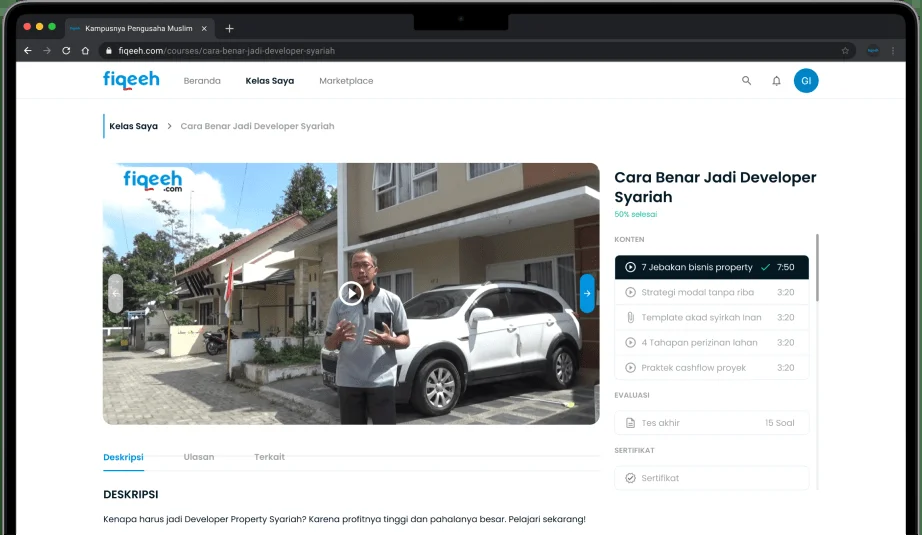 fiqeeh
Kampusnya Pengusaha Muslim
fiqeeh.com/courses/cara-benar-jadi-developer-syariah
fiqeeh
Beranda
Kelas Saya
Marketplace
GI
Kelas Saya
Cara Benar Jadi Developer Syariah
fiqeeh
.com
Cara Benar Jadi Developer
Syariah
50% selesai
KONTEN
7 Jebakan bisnis property 7:50
Strategi modal tanpa riba 3:20
Template akad syirkah inan 3:20
4 Tahapan perizinan lahan 3:20
Praktek cashflow proyek 3:20
EVALUASI
Tes akhir 15 Soal
SERTIFIKAT
Sertifikat
Deskripsi
Ulasan
Terkait
DESKRIPSI
Kenapa harus jadi Developer Property Syariah? Karena profitnya tinggi dan pahalanya besar. Pelajari sekarang!